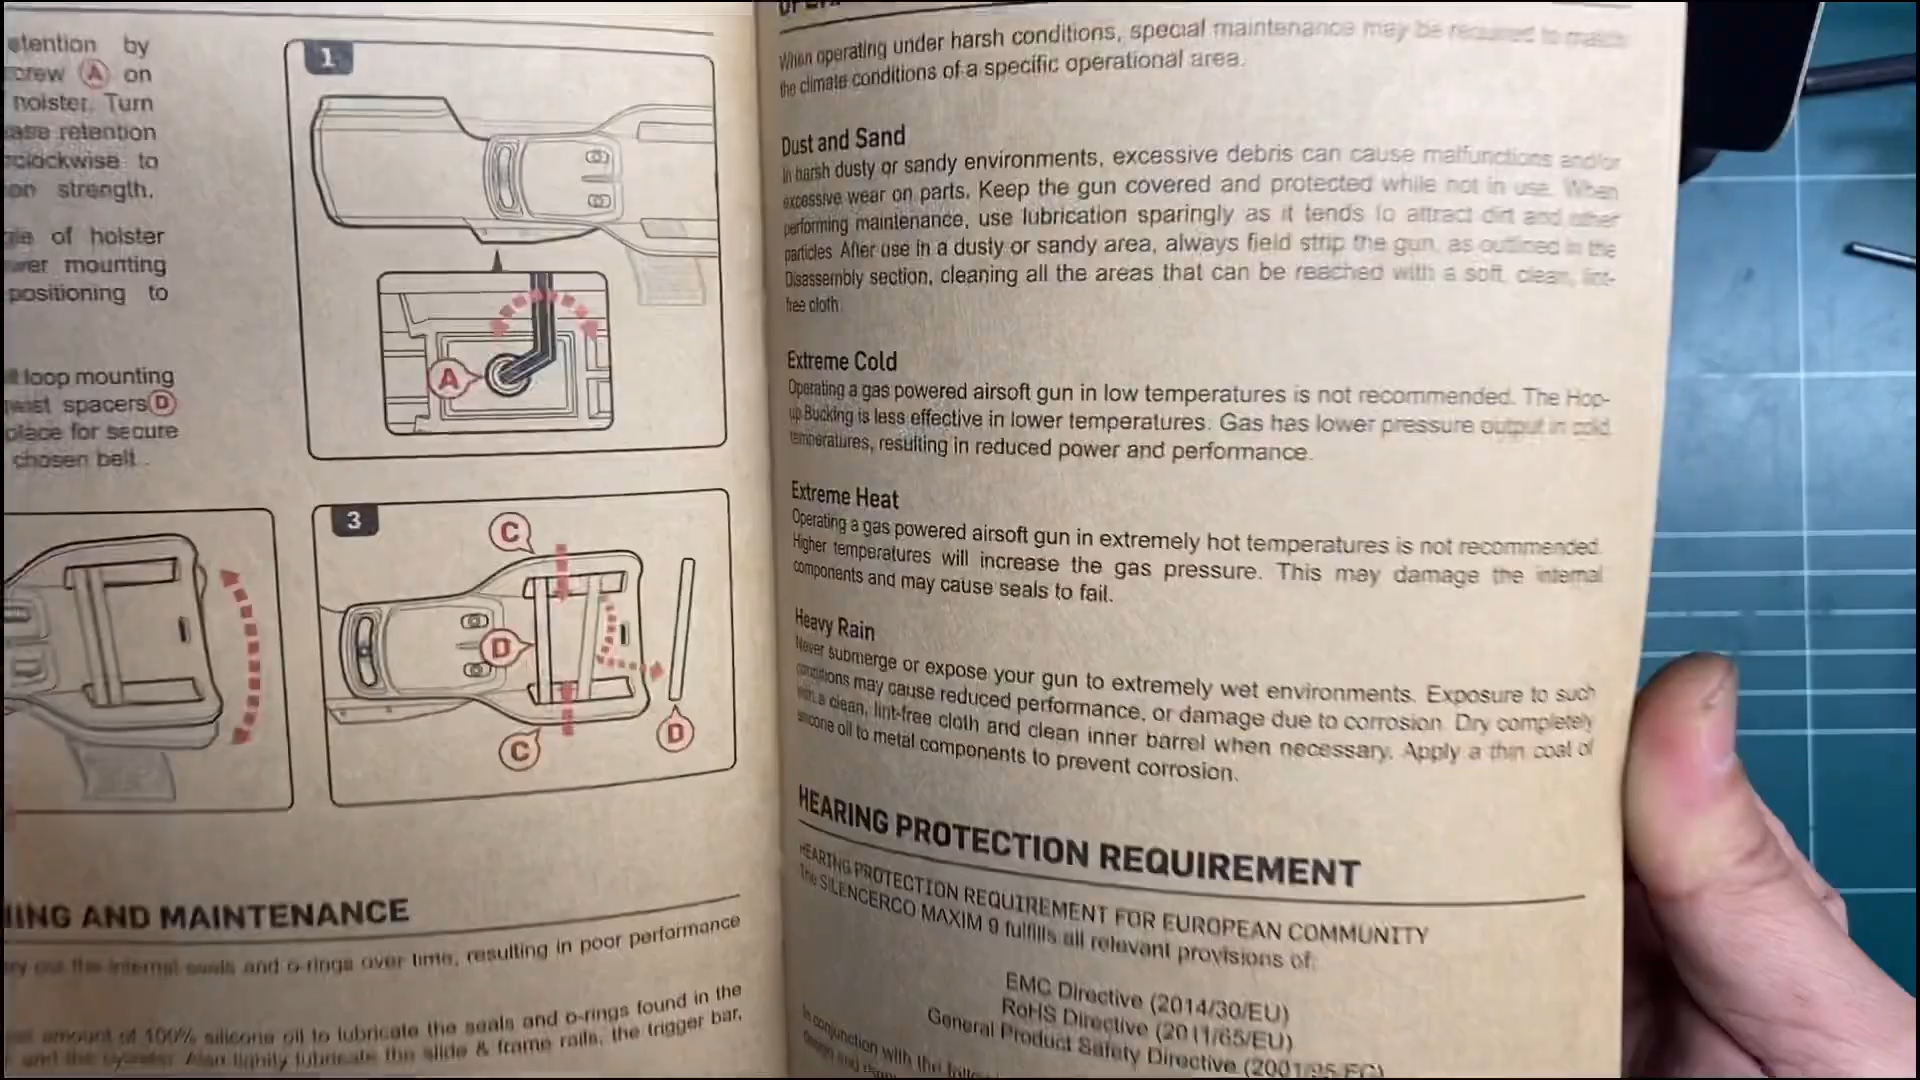 by
A on
holster. Turn
retention
clockwise to
strength.
of holster
mounting
positioning to
loop mounting
spacers D
place for secure
chosen belt.
1
A
3
C
D
C
D
AND MAINTENANCE
internal seals and o-rings over time, resulting in poor performance
amount of 100% silicone oil to lubricate the seals and o-rings found in the
and the cylinder. Also lightly lubricate the slide & frame rails, the trigger bar,
When operating under harsh conditions, special maintenance may be required to match
the climate conditions of a specific operational area.
Dust and Sand
In harsh dusty or sandy environments, excessive debris can cause malfunctions and/or
excessive wear on parts. Keep the gun covered and protected while not in use. When
performing maintenance, use lubrication sparingly as it tends to attract dirt and other
particles. After use in a dusty or sandy area, always field strip the gun, as outlined in the
Disassembly section, cleaning all the areas that can be reached with a soft, clean, lint-
free cloth.
Extreme Cold
Operating a gas powered airsoft gun in low temperatures is not recommended. The Hop-
up Bucking is less effective in lower temperatures. Gas has lower pressure output in cold
temperatures, resulting in reduced power and performance.
Extreme Heat
Operating a gas powered airsoft gun in extremely hot temperatures is not recommended.
Higher temperatures will increase the gas pressure. This may damage the internal
components and may cause seals to fail.
Heavy Rain
Never submerge or expose your gun to extremely wet environments. Exposure to such
conditions may cause reduced performance, or damage due to corrosion. Dry completely
with a clean, lint-free cloth and clean inner barrel when necessary. Apply a thin coat of
silicone oil to metal components to prevent corrosion.
HEARING PROTECTION REQUIREMENT
HEARING PROTECTION REQUIREMENT FOR EUROPEAN COMMUNITY
The SILENCERCO MAXIM 9 fulfills all relevant provisions of:
EMC Directive (2014/30/EU)
RoHS Directive (2011/65/EU)
General Product Safety Directive (2001/95/EC)
In conjunction with the